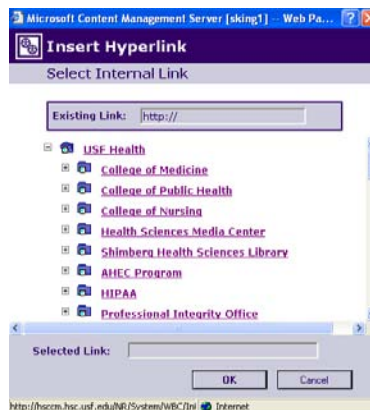 Microsoft Content Management Server [sking1] -- Web Pa...
Insert Hyperlink
Select Internal Link
Existing Link: http://
USF Health
College of Medicine
College of Public Health
College of Nursing
Health Sciences Media Center
Shimberg Health Sciences Library
AHEC Program
HIPAA
Professional Integrity Office
Selected Link:
OK Cancel
http://hsccm.hsc.usf.edu/NR/System/WBC/Inl Internet